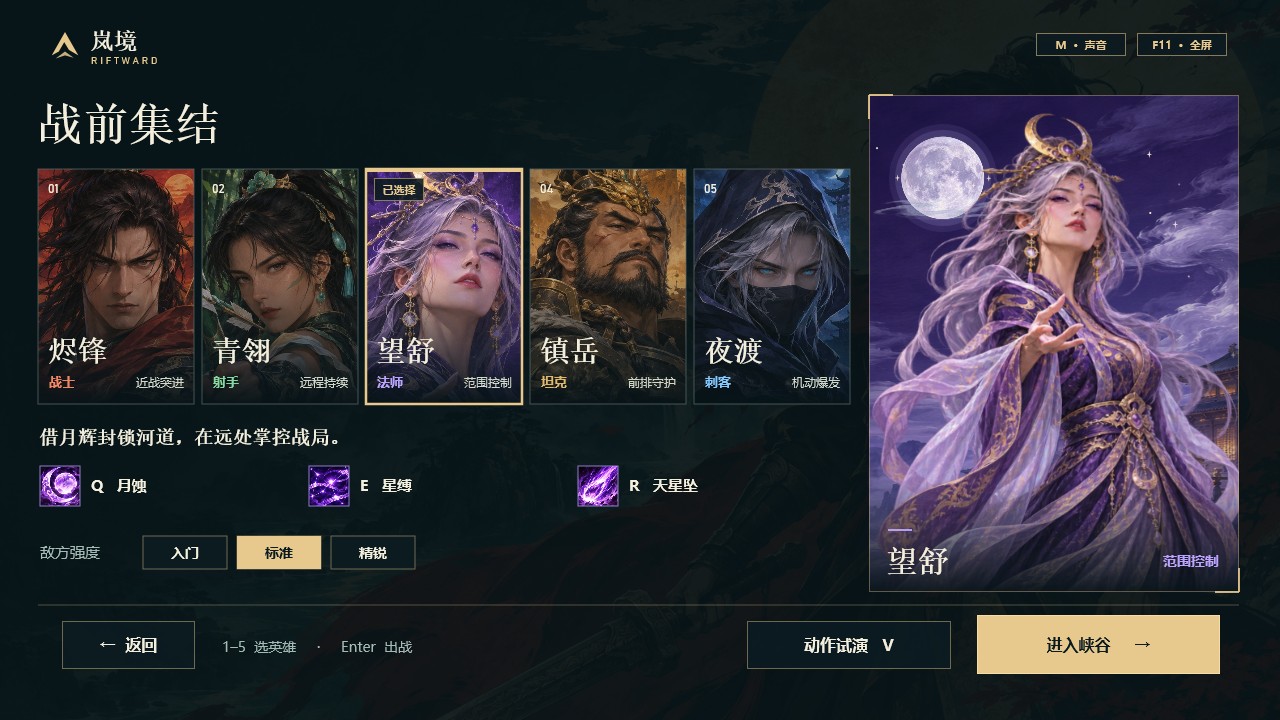 岚境
RIFTWARD
M • 声音
F11 • 全屏
战前集结
01
烬锋
战士 近战突进
02
青翎
射手 远程持续
已选择
望舒
法师 范围控制
04
镇岳
坦克 前排守护
05
夜渡
刺客 机动爆发
借月辉封锁河道，在远处掌控战局。
Q 月蚀
E 星缚
R 天星坠
敌方强度 入门 标准 精锐
望舒 范围控制
← 返回
1–5 选英雄 · Enter 出战
动作试演 V
进入峡谷 →